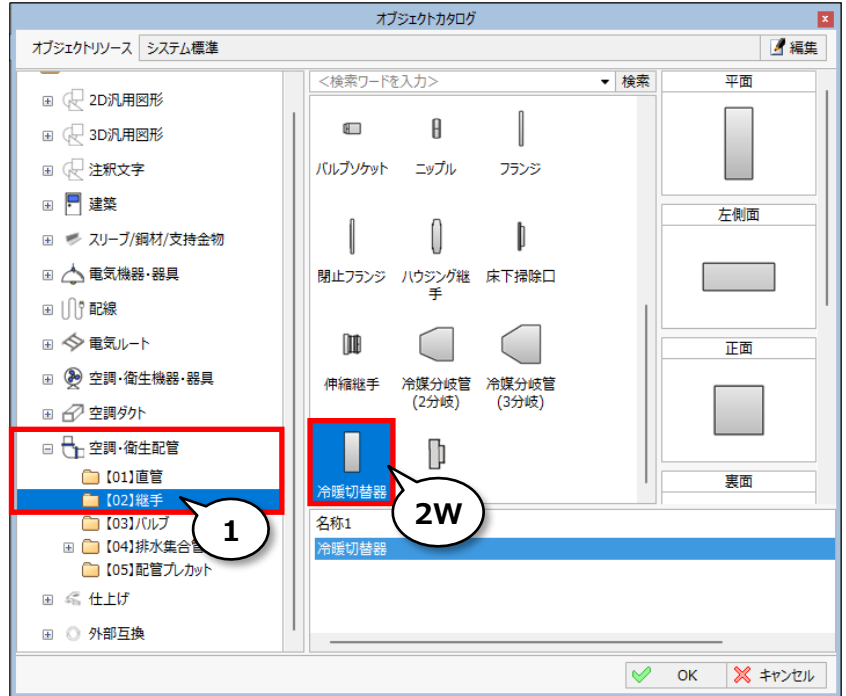 オブジェクトカタログ
オブジェクトリソース システム標準 編集
2D汎用図形
3D汎用図形
注釈文字
建築
スリーブ/鋼材/支持金物
電気機器・器具
配線
電気ルート
空調・衛生機器・器具
空調ダクト
空調・衛生配管
【01】直管
【02】継手
【03】バルブ
【04】排水集合管
【05】配管プレカット
仕上げ
外部互換
1
<検索ワードを入力> 検索
バルブソケット ニップル フランジ
閉止フランジ ハウジング継 床下掃除口
手
伸縮継手 冷媒分岐管 冷媒分岐管
(2分岐) (3分岐)
冷暖切替器
2W
名称1
冷暖切替器
平面
左側面
正面
裏面
OK キャンセル